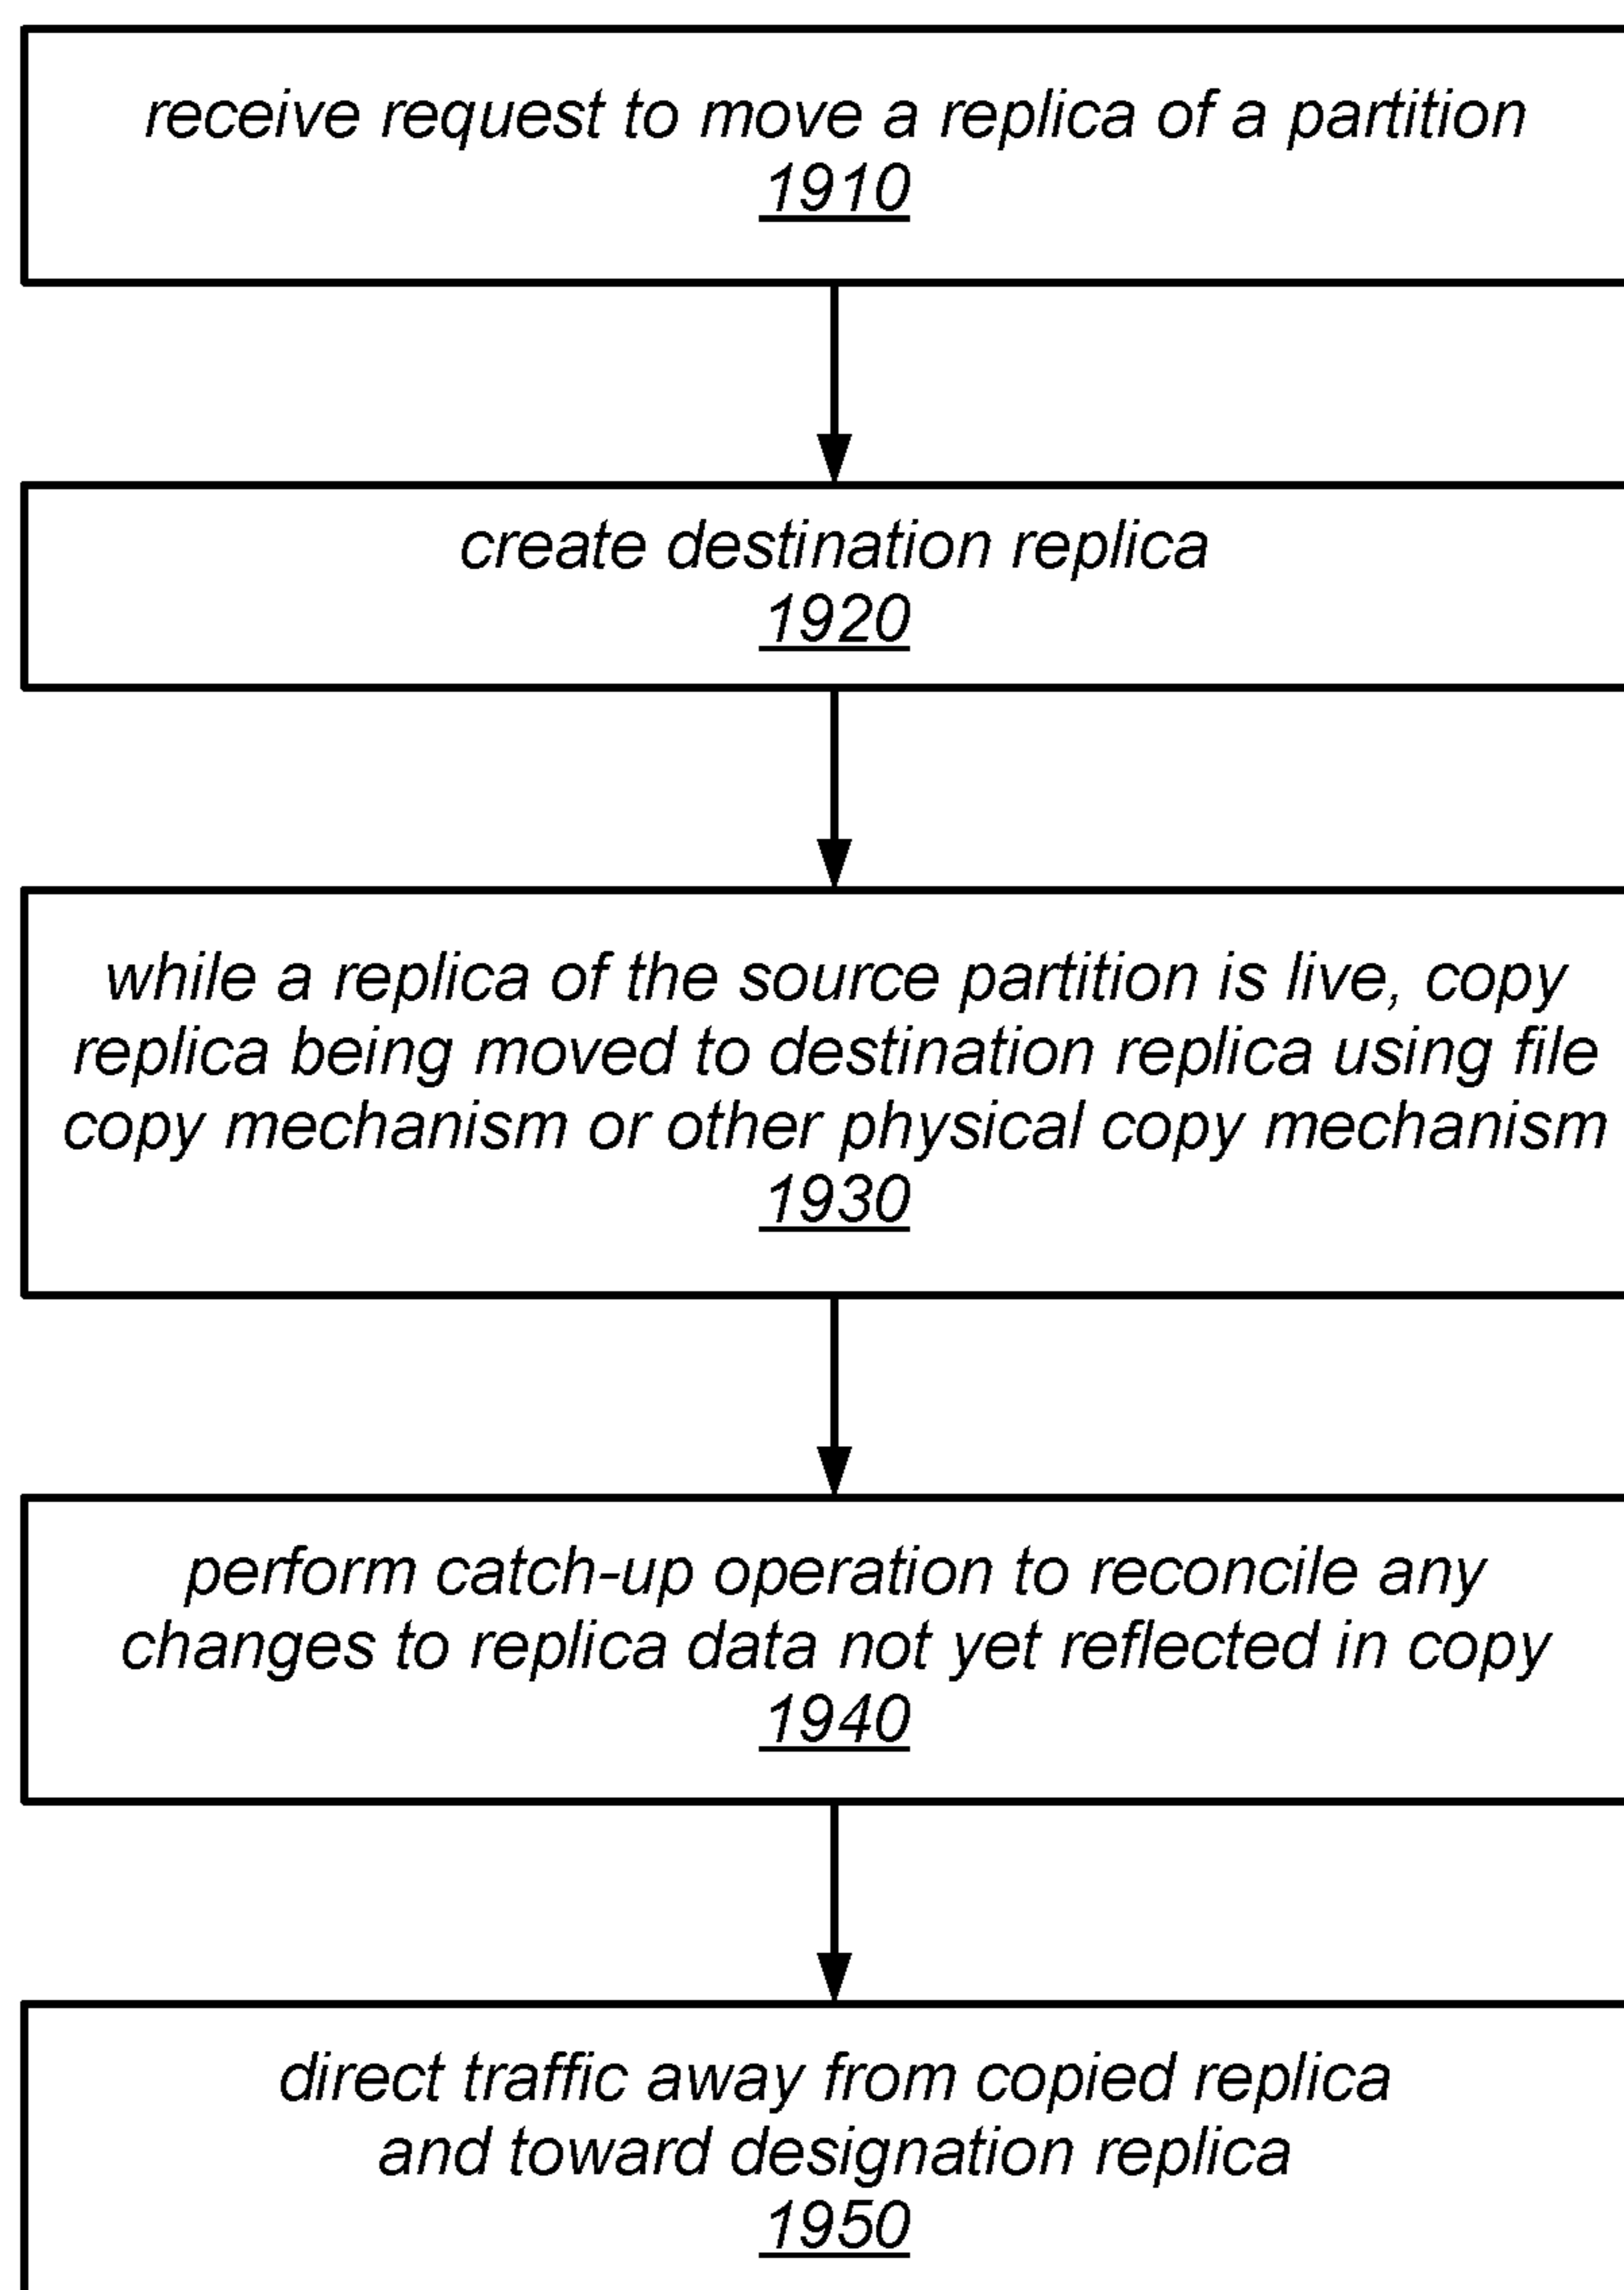 receive request to move a replica of a partition
1910
create destination replica
1920
while a replica of the source partition is live, copy
replica being moved to destination replica using file
copy mechanism or other physical copy mechanism
1930
perform catch-up operation to reconcile any
changes to replica data not yet reflected in copy
1940
direct traffic away from copied replica
and toward designation replica
1950